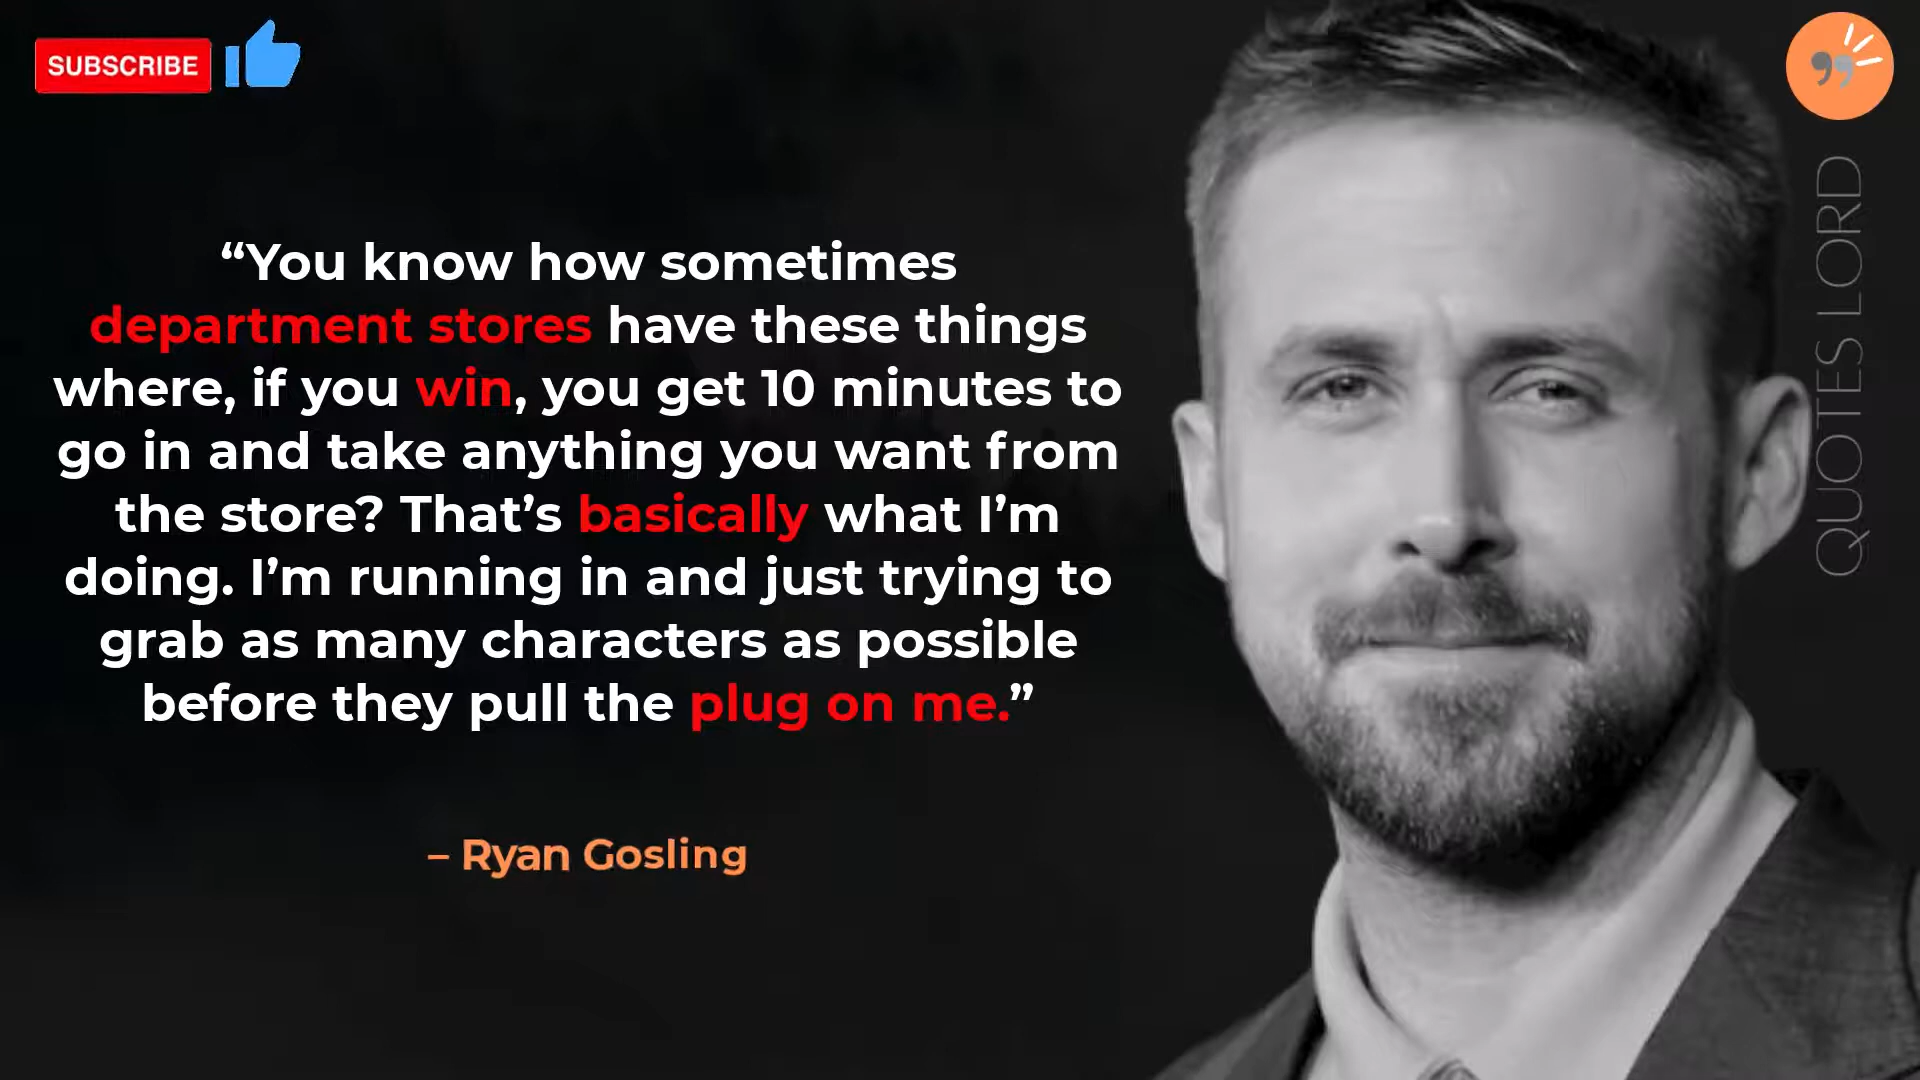 SUBSCRIBE
“You know how sometimes
department stores have these things
where, if you win, you get 10 minutes to
go in and take anything you want from
the store? That’s basically what I’m
doing. I’m running in and just trying to
grab as many characters as possible
before they pull the plug on me.”
– Ryan Gosling
QUOTES LORD